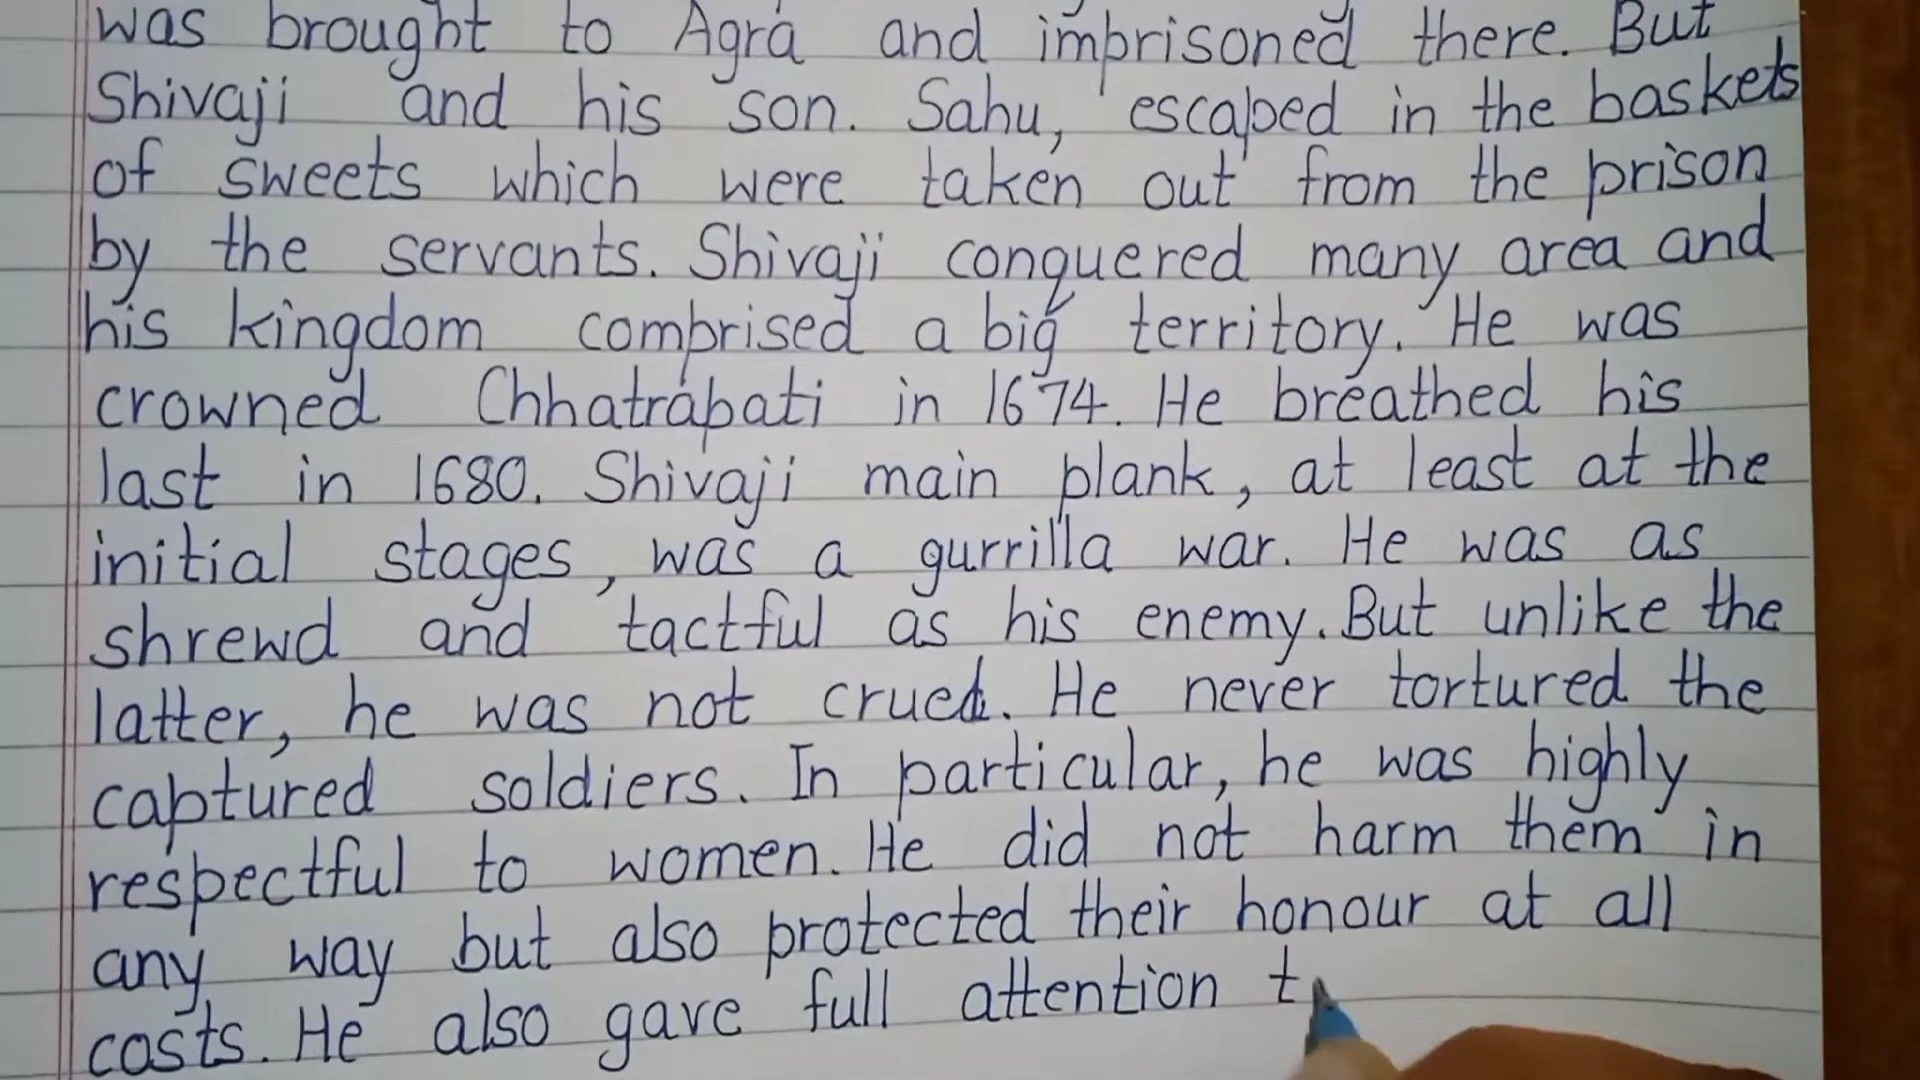 was brought to Agra and imprisoned there. But
Shivaji and his son. Sahu, escaped in the baskets
of sweets which were taken out from the prison
by the servants. Shivaji conquered many area and
his kingdom comprised a big territory. He was
crowned Chhatrapati in 1674. He breathed his
last in 1680. Shivaji main plank, at least at the
initial stages, was a gurrilla war. He was as
shrewd and tactful as his enemy. But unlike the
latter, he was not crued. He never tortured the
captured soldiers. In particular, he was highly
respectful to women. He did not harm them in
any way but also protected their honour at all
costs. He also gave full attention t